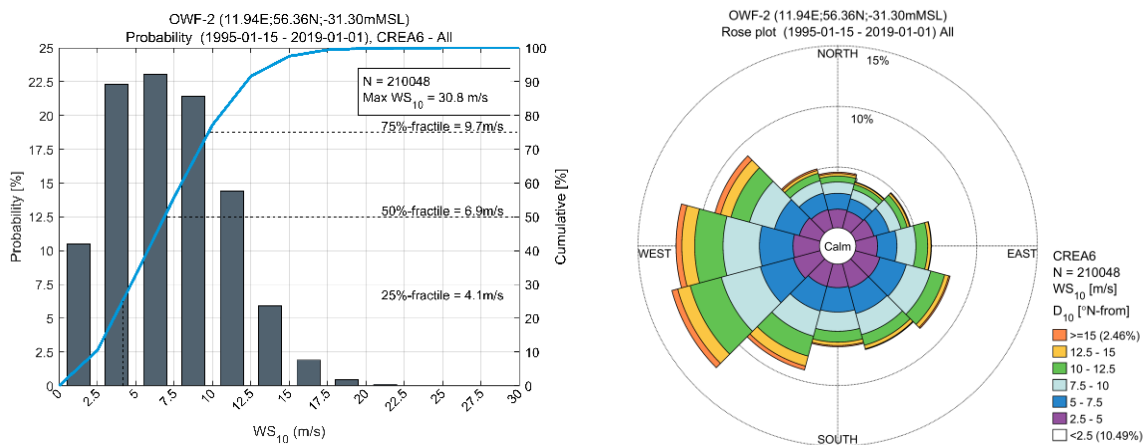 OWF-2 (11.94E;56.36N;-31.30mMSL)
Probability (1995-01-15 - 2019-01-01), CREA6 - All
25
22.5
20
17.5
15
12.5
10
7.5
5
2.5
0
Probability [%]
100
90
80
70
60
50
40
30
20
10
0
Cumulative [%]
N = 210048
Max WS10 = 30.8 m/s
75%-fractile = 9.7m/s
50%-fractile = 6.9m/s
25%-fractile = 4.1m/s
0
2.5
5
7.5
10
12.5
15
17.5
20
22.5
25
27.5
30
WS10 (m/s)
OWF-2 (11.94E;56.36N;-31.30mMSL)
Rose plot (1995-01-15 - 2019-01-01) All
NORTH
15%
10%
WEST
Calm
EAST
SOUTH
CREA6
N = 210048
WS10 [m/s]
D10 [°N-from]
>=15 (2.46%)
12.5 - 15
10 - 12.5
7.5 - 10
5 - 7.5
2.5 - 5
<2.5 (10.49%)